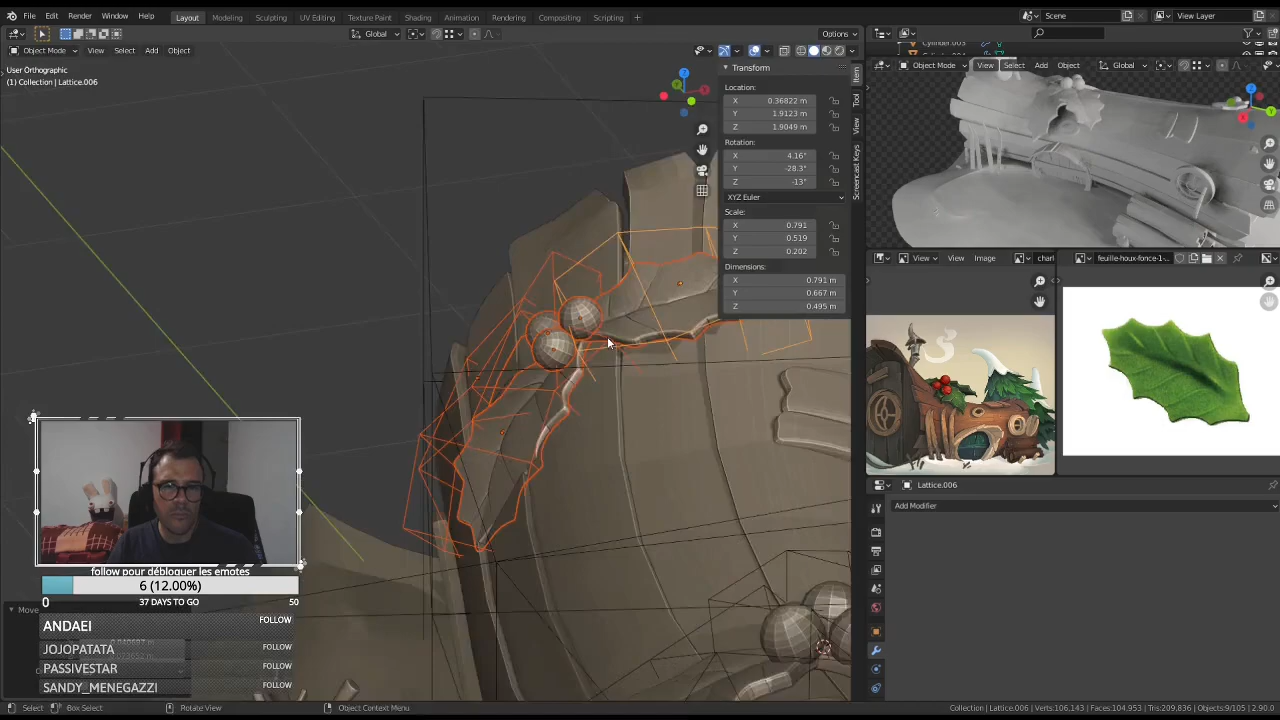 File Edit Render Window Help Layout Modeling Sculpting UV Editing Texture Paint Shading Animation Rendering Compositing Scripting + Scene View Layer
Object Mode View Select Add Object Global Options
User Orthographic
(1) Collection | Lattice.006
Transform
Location:
X 0.36822 m
Y 1.9123 m
Z 1.9049 m
Rotation:
X 4.16°
Y -28.3°
Z -13°
XYZ Euler
Scale:
X 0.791
Y 0.519
Z 0.202
Dimensions:
X 0.791 m
Y 0.667 m
Z 0.495 m
Item
Tool
View
Screencast Keys
Cylinder.003
Object Mode View Select Add Object Global
View View Image
feuille-houx-fonce-1-...
Lattice.006
Add Modifier
follow pour débloquer les emotes
6 (12.00%)
0 37 DAYS TO GO 50
Move
ANDAEI FOLLOW
JOJOPATATA FOLLOW
PASSIVESTAR FOLLOW
SANDY_MENEGAZZI FOLLOW
Select Box Select Rotate View Object Context Menu Collection | Lattice.006 | Verts:106,143 | Faces:104,953 | Tris:209,836 | Objects:9/105 | 2.90.0